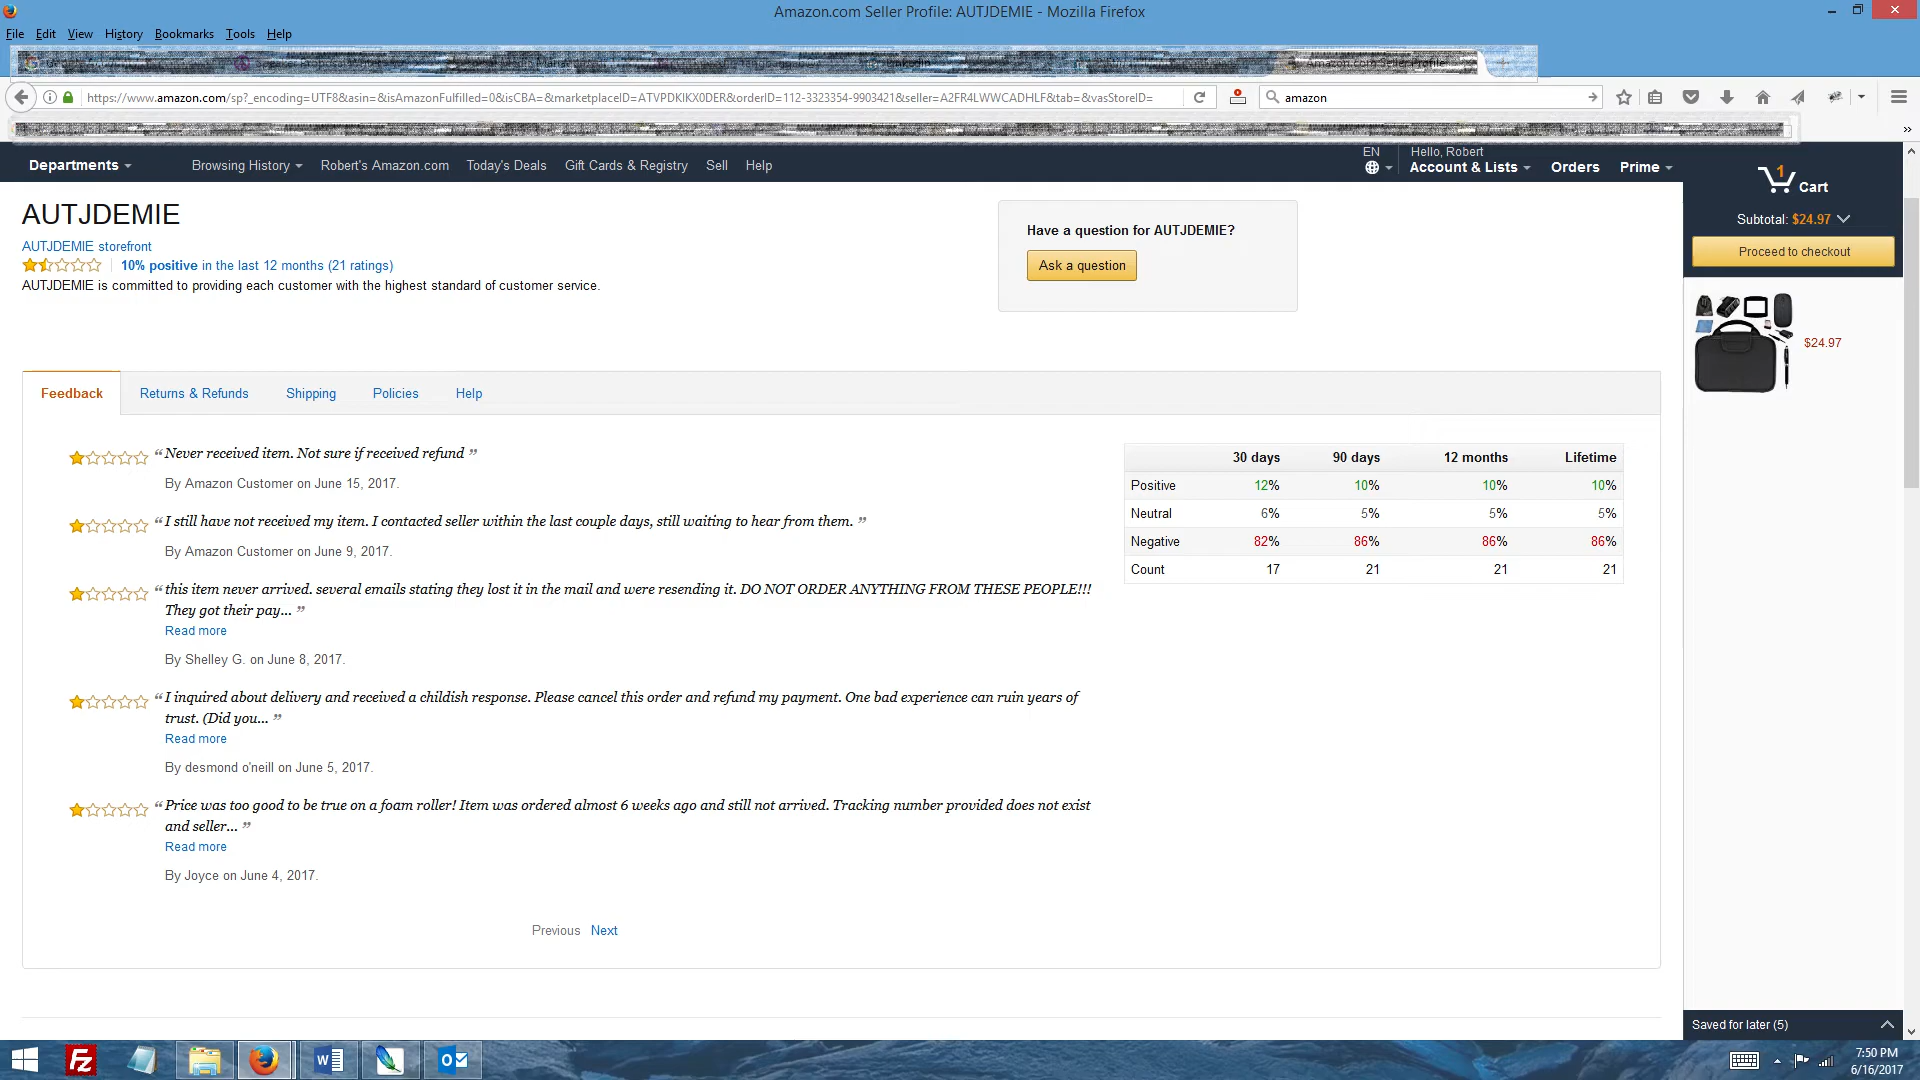 Amazon.com Seller Profile: AUTJDEMIE - Mozilla Firefox
File Edit View History Bookmarks Tools Help
https://www.amazon.com/sp?_encoding=UTF8&asin=&isAmazonFulfilled=0&isCBA=&marketplaceID=ATVPDKIKX0DER&orderID=112-3323354-9903421&seller=A2FR4LWWCADHLF&tab=&vasStoreID=
amazon
Departments Browsing History Robert's Amazon.com Today's Deals Gift Cards & Registry Sell Help
EN Hello, Robert
Account & Lists Orders Prime
1 Cart
Subtotal: $24.97
Proceed to checkout
$24.97
AUTJDEMIE
AUTJDEMIE storefront
10% positive in the last 12 months (21 ratings)
AUTJDEMIE is committed to providing each customer with the highest standard of customer service.
Have a question for AUTJDEMIE?
Ask a question
Feedback Returns & Refunds Shipping Policies Help
“ Never received item. Not sure if received refund ”
By Amazon Customer on June 15, 2017.
“ I still have not received my item. I contacted seller within the last couple days, still waiting to hear from them. ”
By Amazon Customer on June 9, 2017.
“ this item never arrived. several emails stating they lost it in the mail and were resending it. DO NOT ORDER ANYTHING FROM THESE PEOPLE!!!
They got their pay... ”
Read more
By Shelley G. on June 8, 2017.
“ I inquired about delivery and received a childish response. Please cancel this order and refund my payment. One bad experience can ruin years of
trust. (Did you... ”
Read more
By desmond o'neill on June 5, 2017.
“ Price was too good to be true on a foam roller! Item was ordered almost 6 weeks ago and still not arrived. Tracking number provided does not exist
and seller... ”
Read more
By Joyce on June 4, 2017.
Previous Next
30 days 90 days 12 months Lifetime
Positive 12% 10% 10% 10%
Neutral 6% 5% 5% 5%
Negative 82% 86% 86% 86%
Count 17 21 21 21
Saved for later (5)
7:50 PM
6/16/2017